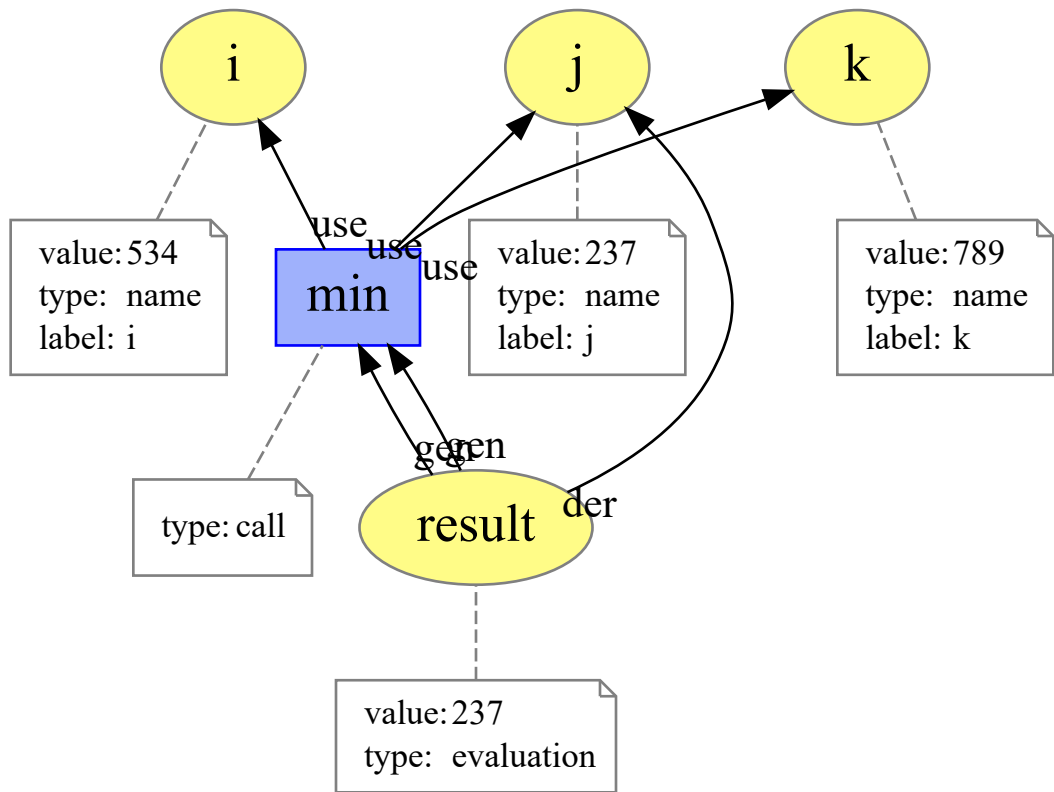 i
j
k
use
use
use
value: 534
type: name
label: i
min
value: 237
type: name
label: j
value: 789
type: name
label: k
gen
gen
der
type: call
result
value: 237
type: evaluation